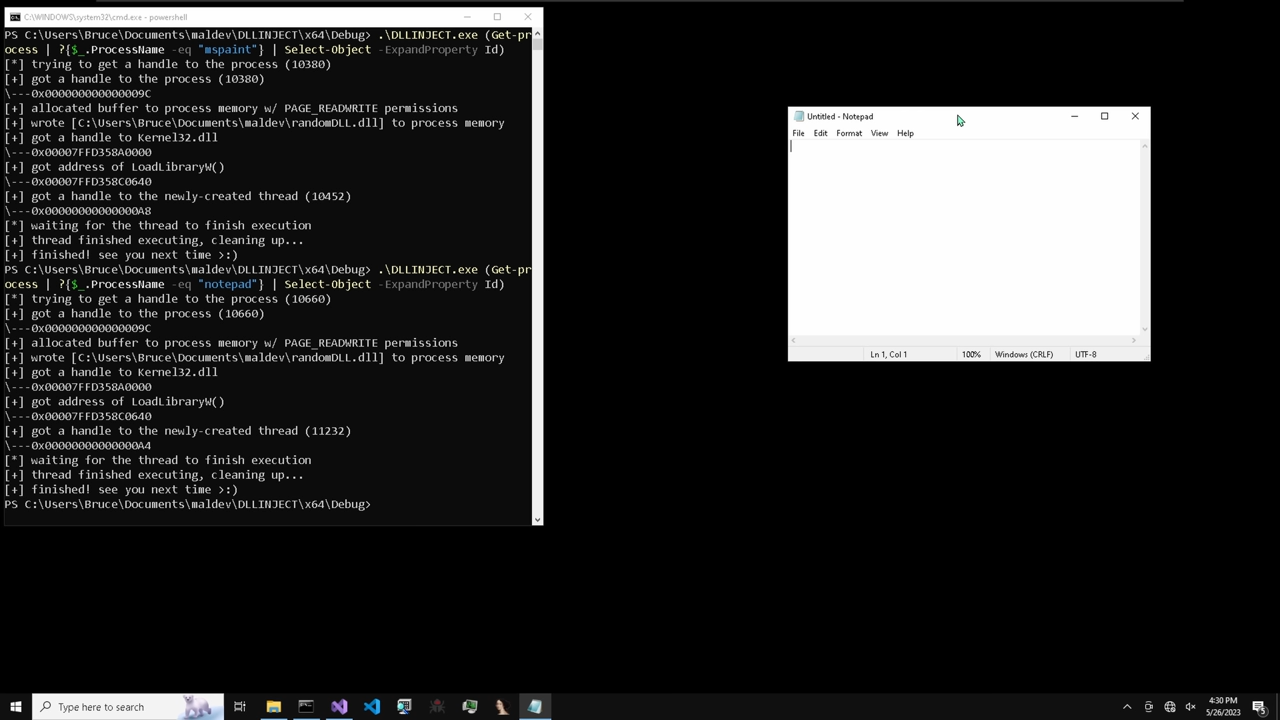 C:\WINDOWS\system32\cmd.exe - powershell
PS C:\Users\Bruce\Documents\maldev\DLLINJECT\x64\Debug> .\DLLINJECT.exe (Get-pr
ocess | ?{$_.ProcessName -eq "mspaint"} | Select-Object -ExpandProperty Id)
[*] trying to get a handle to the process (10380)
[+] got a handle to the process (10380)
\---0x000000000000009C
[+] allocated buffer to process memory w/ PAGE_READWRITE permissions
[+] wrote [C:\Users\Bruce\Documents\maldev\randomDLL.dll] to process memory
[+] got a handle to Kernel32.dll
\---0x00007FFD358A0000
[+] got address of LoadLibraryW()
\---0x00007FFD358C0640
[+] got a handle to the newly-created thread (10452)
\---0x00000000000000A8
[*] waiting for the thread to finish execution
[+] thread finished executing, cleaning up...
[+] finished! see you next time >:)
PS C:\Users\Bruce\Documents\maldev\DLLINJECT\x64\Debug> .\DLLINJECT.exe (Get-pr
ocess | ?{$_.ProcessName -eq "notepad"} | Select-Object -ExpandProperty Id)
[*] trying to get a handle to the process (10660)
[+] got a handle to the process (10660)
\---0x000000000000009C
[+] allocated buffer to process memory w/ PAGE_READWRITE permissions
[+] wrote [C:\Users\Bruce\Documents\maldev\randomDLL.dll] to process memory
[+] got a handle to Kernel32.dll
\---0x00007FFD358A0000
[+] got address of LoadLibraryW()
\---0x00007FFD358C0640
[+] got a handle to the newly-created thread (11232)
\---0x00000000000000A4
[*] waiting for the thread to finish execution
[+] thread finished executing, cleaning up...
[+] finished! see you next time >:)
PS C:\Users\Bruce\Documents\maldev\DLLINJECT\x64\Debug>
Untitled - Notepad
File Edit Format View Help
Ln 1, Col 1 100% Windows (CRLF) UTF-8
Type here to search
4:30 PM
5/26/2023